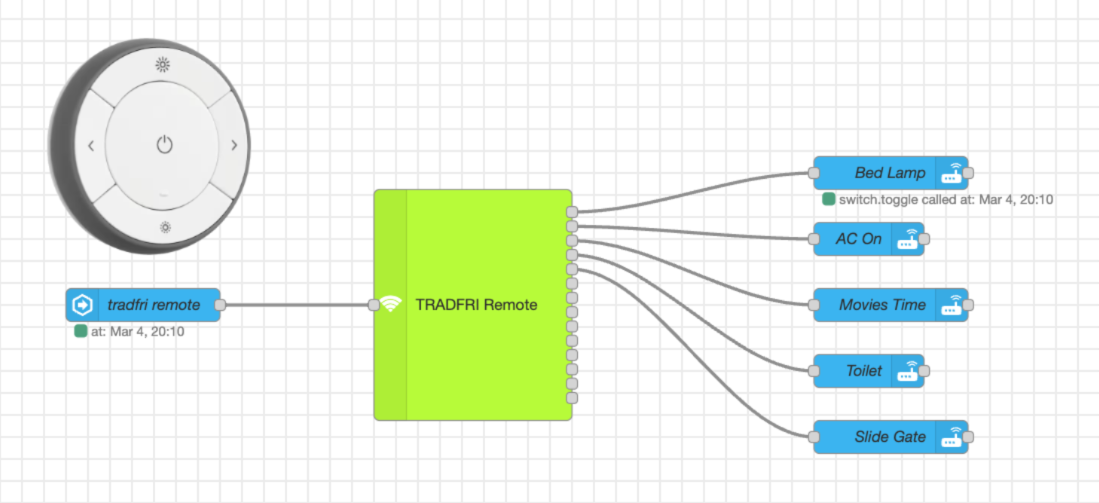 Bed Lamp
switch.toggle called at: Mar 4, 20:10
AC On
tradfri remote
at: Mar 4, 20:10
TRADFRI Remote
Movies Time
Toilet
Slide Gate